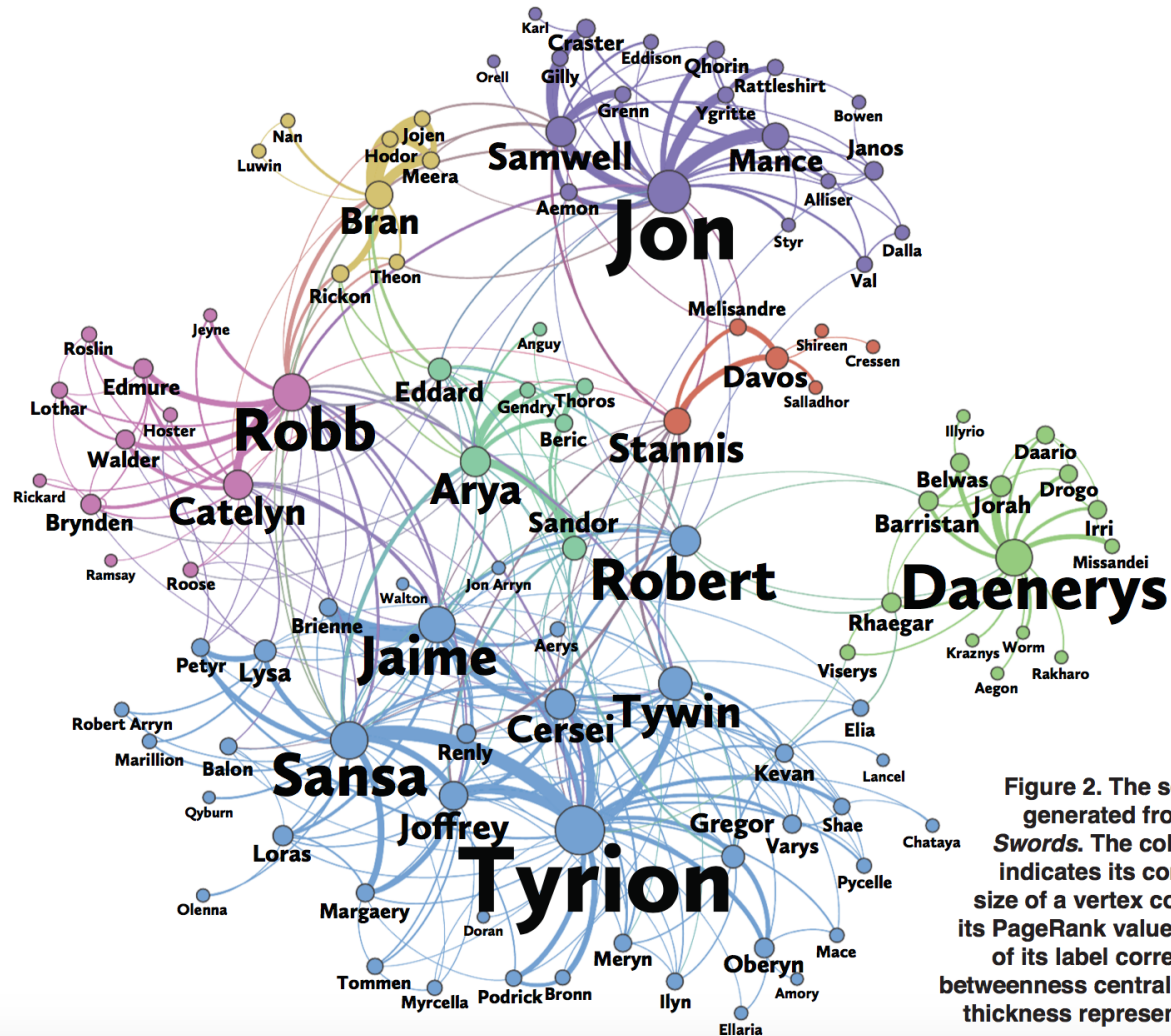 Karl
Craster
Eddison
Qhorin
Orell
Gilly
Rattleshirt
Grenn
Ygritte
Bowen
Nan
Jojen
Hodor
Luwin
Meera
Samwell
Mance
Janos
Bran
Aemon
Alliser
Jon
Styr
Dalla
Theon
Rickon
Val
Melisandre
Jeyne
Roslin
Anguy
Shireen
Cressen
Edmure
Eddard
Davos
Salladhor
Lothar
Gendry
Thoros
Hoster
Robb
Beric
Illyrio
Walder
Stannis
Daario
Belwas
Drogo
Rickard
Catelyn
Arya
Jorah
Brynden
Sandor
Barristan
Irri
Missandei
Ramsay
Roose
Jon Arryn
Robert
Daenerys
Walton
Brienne
Rhaegar
Jaime
Aerys
Kraznys
Worm
Petyr
Lysa
Viserys
Rakharo
Aegon
Robert Arryn
Cersei
Tywin
Elia
Marillion
Balon
Renly
Sansa
Kevan
Lancel
Qyburn
Joffrey
Gregor
Shae
Varys
Chataya
Loras
Tyrion
Pycelle
Olenna
Margaery
Doran
Meryn
Oberyn
Mace
Tommen
Myrcella
Podrick
Bronn
Ilyn
Amory
Ellaria
Figure 2. The s
generated fro
Swords. The col
indicates its co
size of a vertex co
its PageRank value
of its label corre
betweenness central
thickness represen